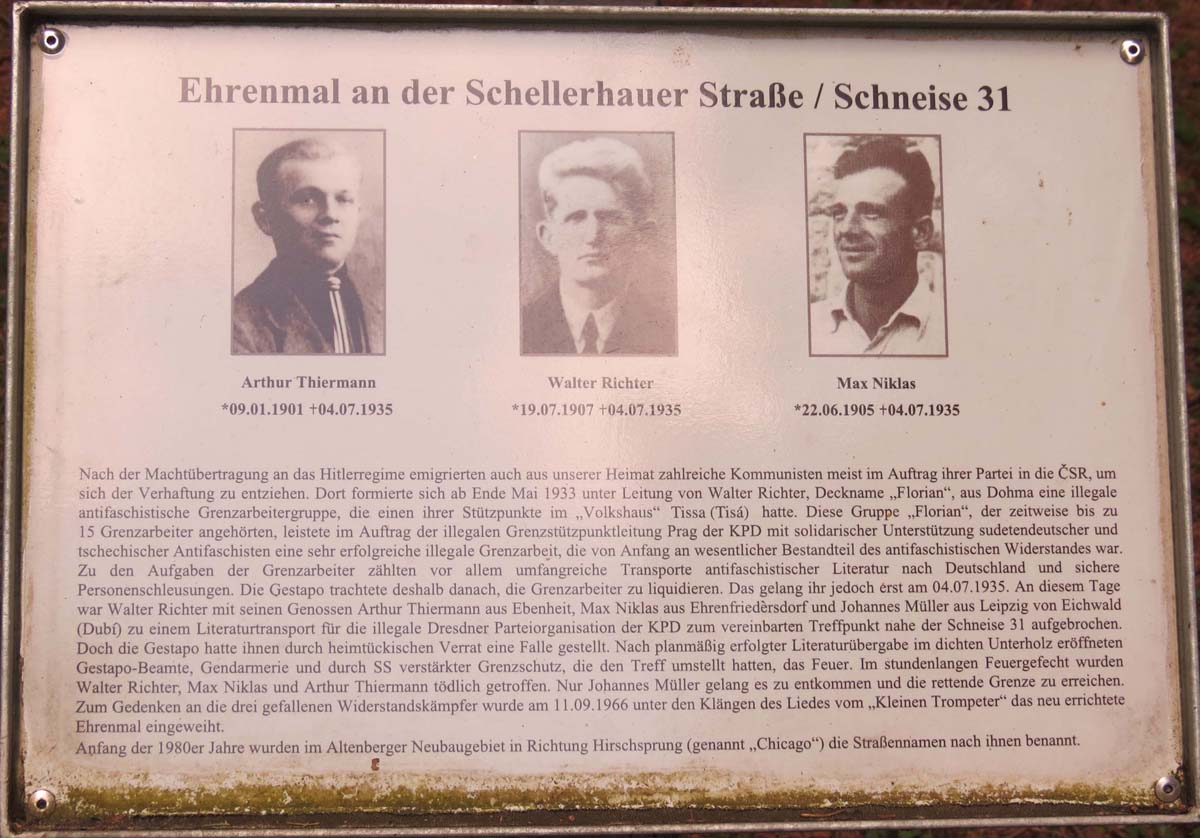 Ehrenmal an der Schellerhauer Straße / Schneise 31
Arthur Thiermann
*09.01.1901 +04.07.1935
Walter Richter
*19.07.1907 +04.07.1935
Max Niklas
*22.06.1905 +04.07.1935
Nach der Machtübertragung an das Hitlerregime emigrierten auch aus unserer Heimat zahlreiche Kommunisten meist im Auftrag ihrer Partei in die ČSR, um
sich der Verhaftung zu entziehen. Dort formierte sich ab Ende Mai 1933 unter Leitung von Walter Richter, Deckname „Florian“, aus Dohma eine illegale
antifaschistische Grenzarbeitergruppe, die einen ihrer Stützpunkte im „Volkshaus“ Tissa (Tisá) hatte. Diese Gruppe „Florian“, der zeitweise bis zu
15 Grenzarbeiter angehörten, leistete im Auftrag der illegalen Grenzstützpunktleitung Prag der KPD mit solidarischer Unterstützung sudetendeutscher und
tschechischer Antifaschisten eine sehr erfolgreiche illegale Grenzarbeit, die von Anfang an wesentlicher Bestandteil des antifaschistischen Widerstandes war.
Zu den Aufgaben der Grenzarbeiter zählten vor allem umfangreiche Transporte antifaschistischer Literatur nach Deutschland und sichere
Personenschleusungen. Die Gestapo trachtete deshalb danach, die Grenzarbeiter zu liquidieren. Das gelang ihr jedoch erst am 04.07.1935. An diesem Tage
war Walter Richter mit seinen Genossen Arthur Thiermann aus Ebenheit, Max Niklas aus Ehrenfriedersdorf und Johannes Müller aus Leipzig von Eichwald
(Dubí) zu einem Literaturtransport für die illegale Dresdner Parteiorganisation der KPD zum vereinbarten Treffpunkt nahe der Schneise 31 aufgebrochen.
Doch die Gestapo hatte ihnen durch heimtückischen Verrat eine Falle gestellt. Nach planmäßig erfolgter Literaturübergabe im dichten Unterholz eröffneten
Gestapo-Beamte, Gendarmerie und durch SS verstärkter Grenzschutz, die den Treff umstellt hatten, das Feuer. Im stundenlangen Feuergefecht wurden
Walter Richter, Max Niklas und Arthur Thiermann tödlich getroffen. Nur Johannes Müller gelang es zu entkommen und die rettende Grenze zu erreichen.
Zum Gedenken an die drei gefallenen Widerstandskämpfer wurde am 11.09.1966 unter den Klängen des Liedes vom „Kleinen Trompeter“ das neu errichtete
Ehrenmal eingeweiht.
Anfang der 1980er Jahre wurden im Altenberger Neubaugebiet in Richtung Hirschsprung (genannt „Chicago“) die Straßennamen nach ihnen benannt.